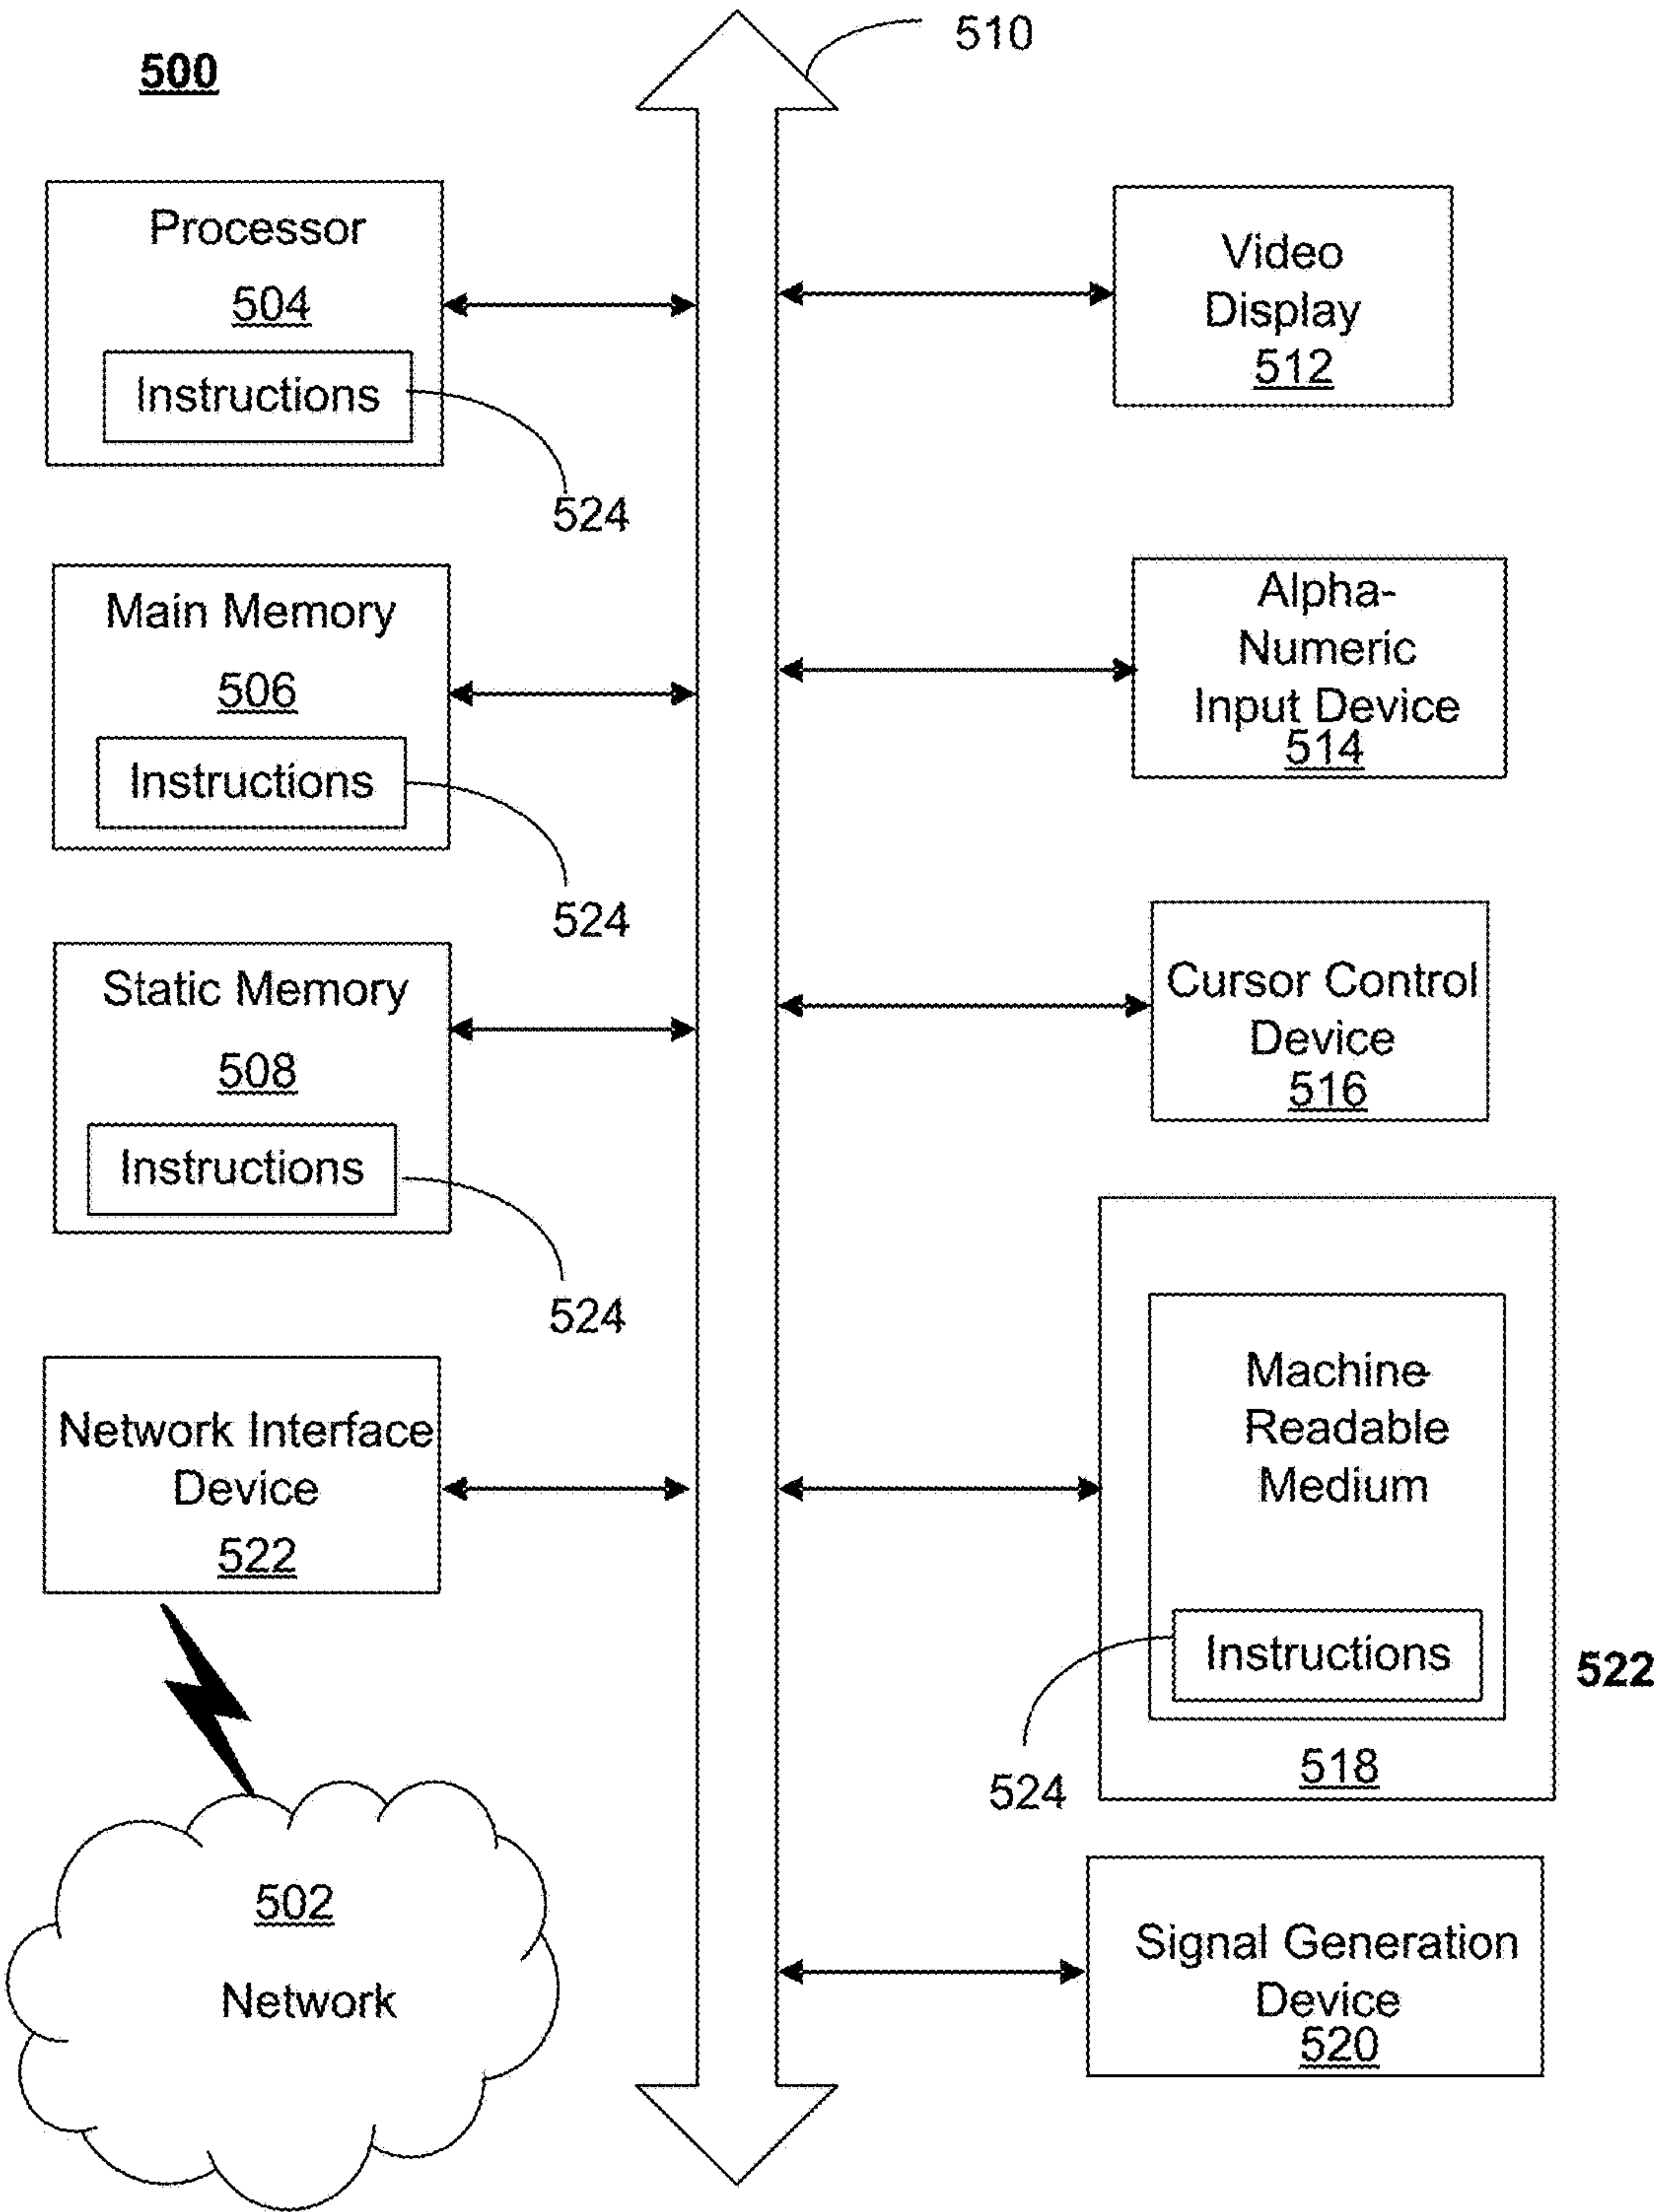 500
510
Processor
504
Instructions
524
Main Memory
506
Instructions
524
Static Memory
508
Instructions
524
Network Interface
Device
522
502
Network
Video
Display
512
Alpha-
Numeric
Input Device
514
Cursor Control
Device
516
Machine-
Readable
Medium
Instructions
522
524
518
Signal Generation
Device
520